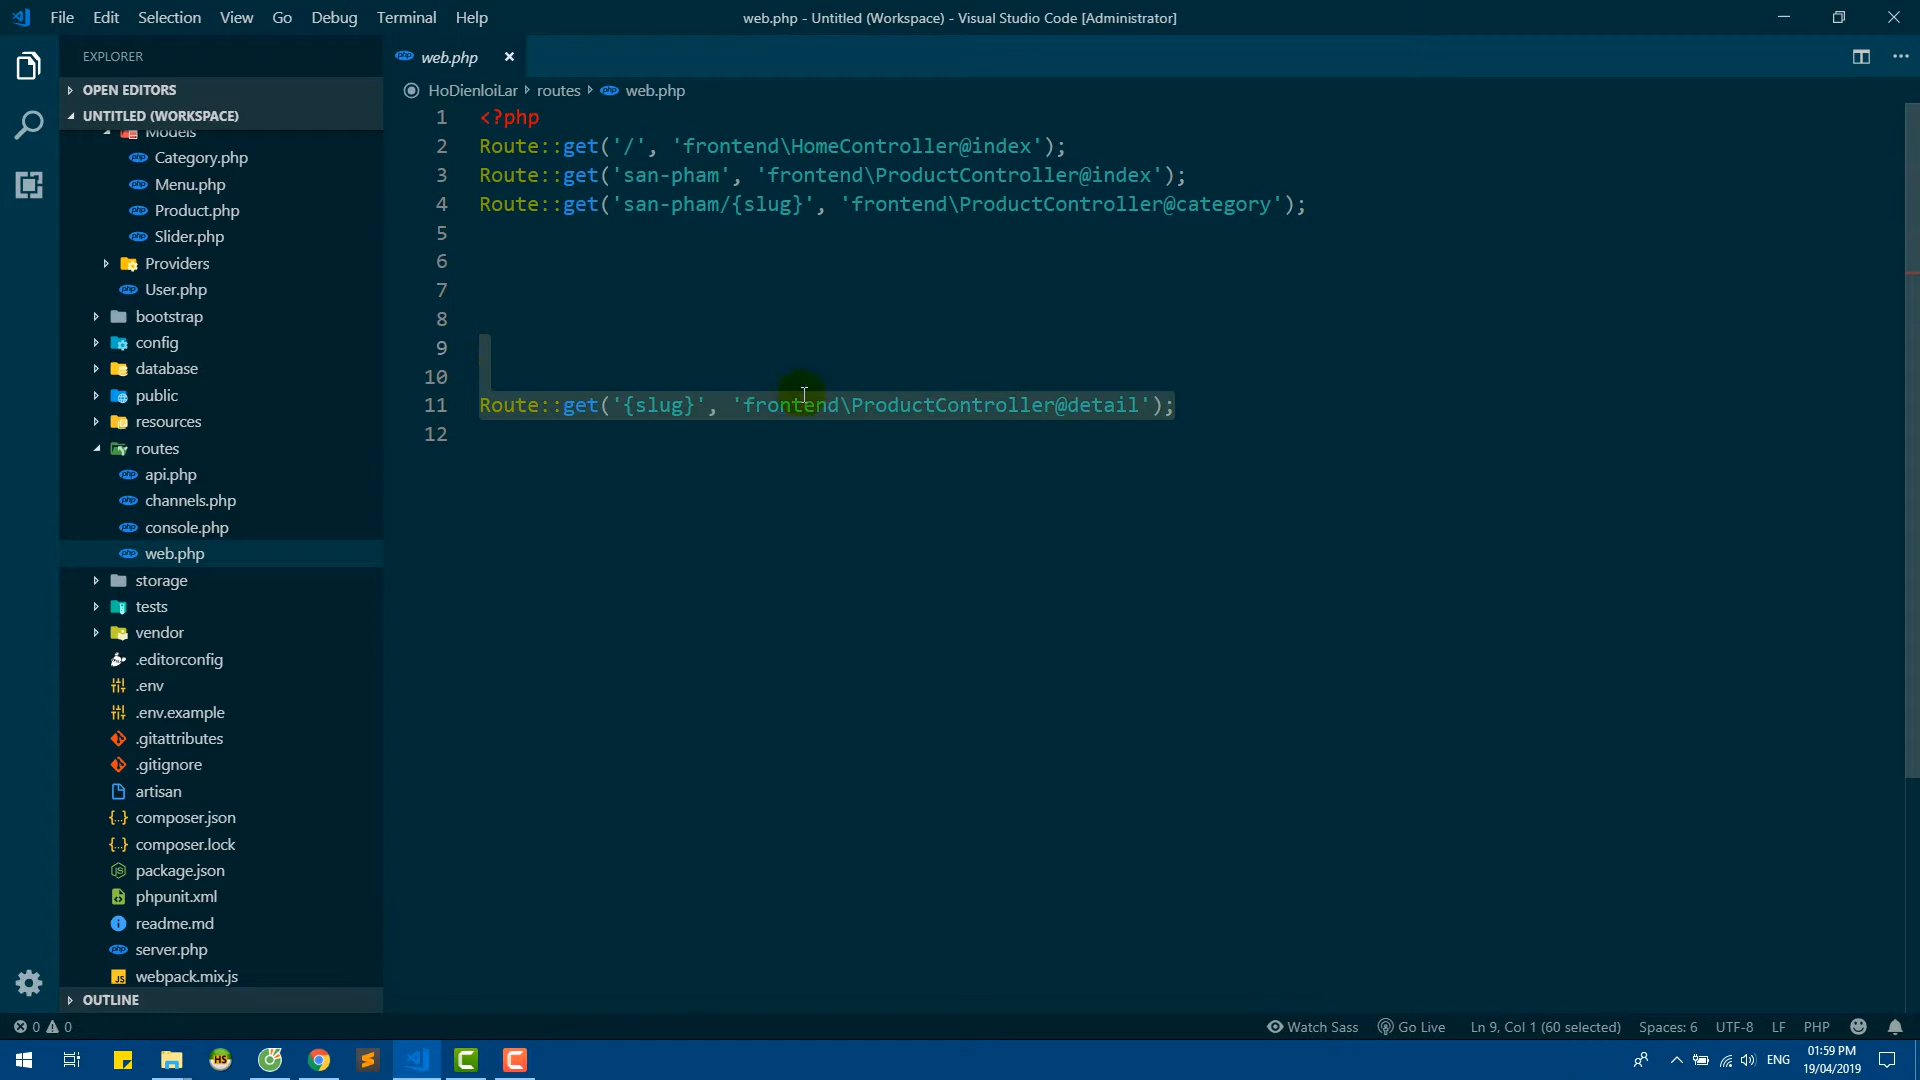 File Edit Selection View Go Debug Terminal Help
web.php - Untitled (Workspace) - Visual Studio Code [Administrator]
EXPLORER
OPEN EDITORS
UNTITLED (WORKSPACE)
Models
Category.php
Menu.php
Product.php
Slider.php
Providers
User.php
bootstrap
config
database
public
resources
routes
api.php
channels.php
console.php
web.php
storage
tests
vendor
.editorconfig
.env
.env.example
.gitattributes
.gitignore
artisan
composer.json
composer.lock
package.json
phpunit.xml
readme.md
server.php
webpack.mix.js
OUTLINE
web.php
HoDienloiLar routes web.php
1 <?php
2 Route::get('/', 'frontend\HomeController@index');
3 Route::get('san-pham', 'frontend\ProductController@index');
4 Route::get('san-pham/{slug}', 'frontend\ProductController@category');
5
6
7
8
9
10
11 Route::get('{slug}', 'frontend\ProductController@detail');
12
0 0 Watch Sass Go Live Ln 9, Col 1 (60 selected) Spaces: 6 UTF-8 LF PHP
ENG 01:59 PM
19/04/2019